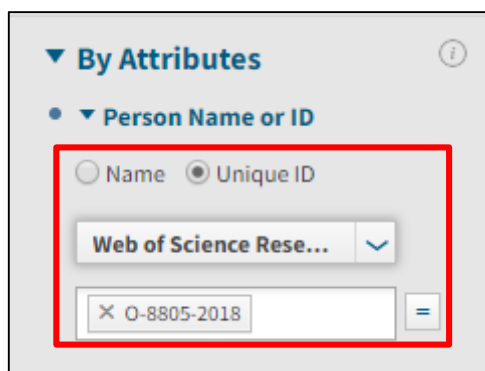 By Attributes
Person Name or ID
Name Unique ID
Web of Science Rese...
× O-8805-2018 =